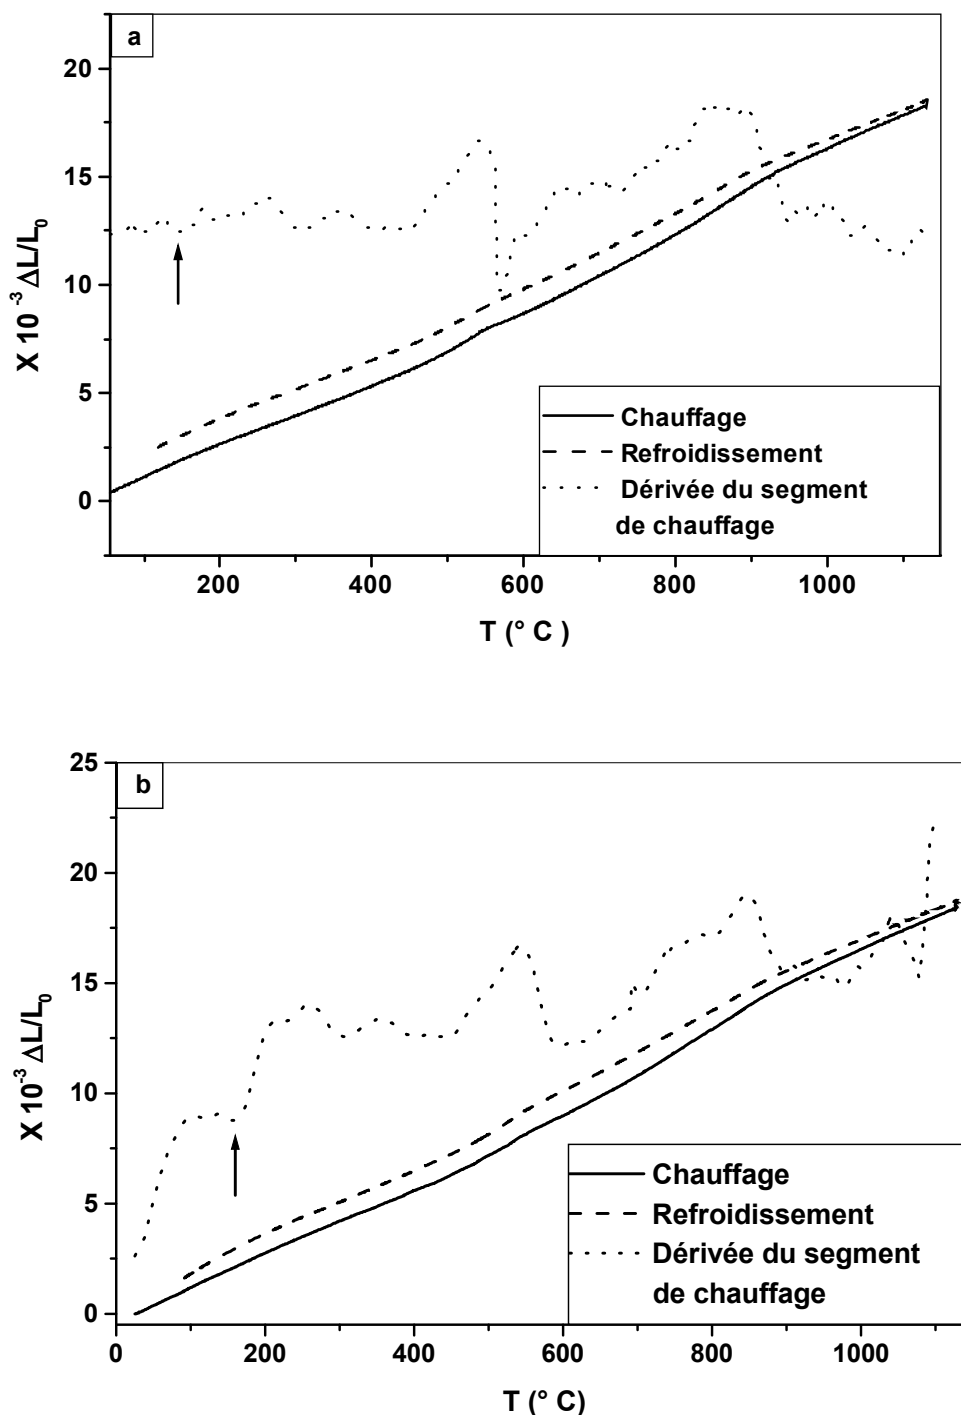 a
20
15
10
5
0
X 10⁻³ ΔL/L₀
Chauffage
Refroidissement
Dérivée du segment
de chauffage
200 400 600 800 1000
T (° C )
b
25
20
15
10
5
0
X 10⁻³ ΔL/L₀
Chauffage
Refroidissement
Dérivée du segment
de chauffage
0 200 400 600 800 1000
T (° C)